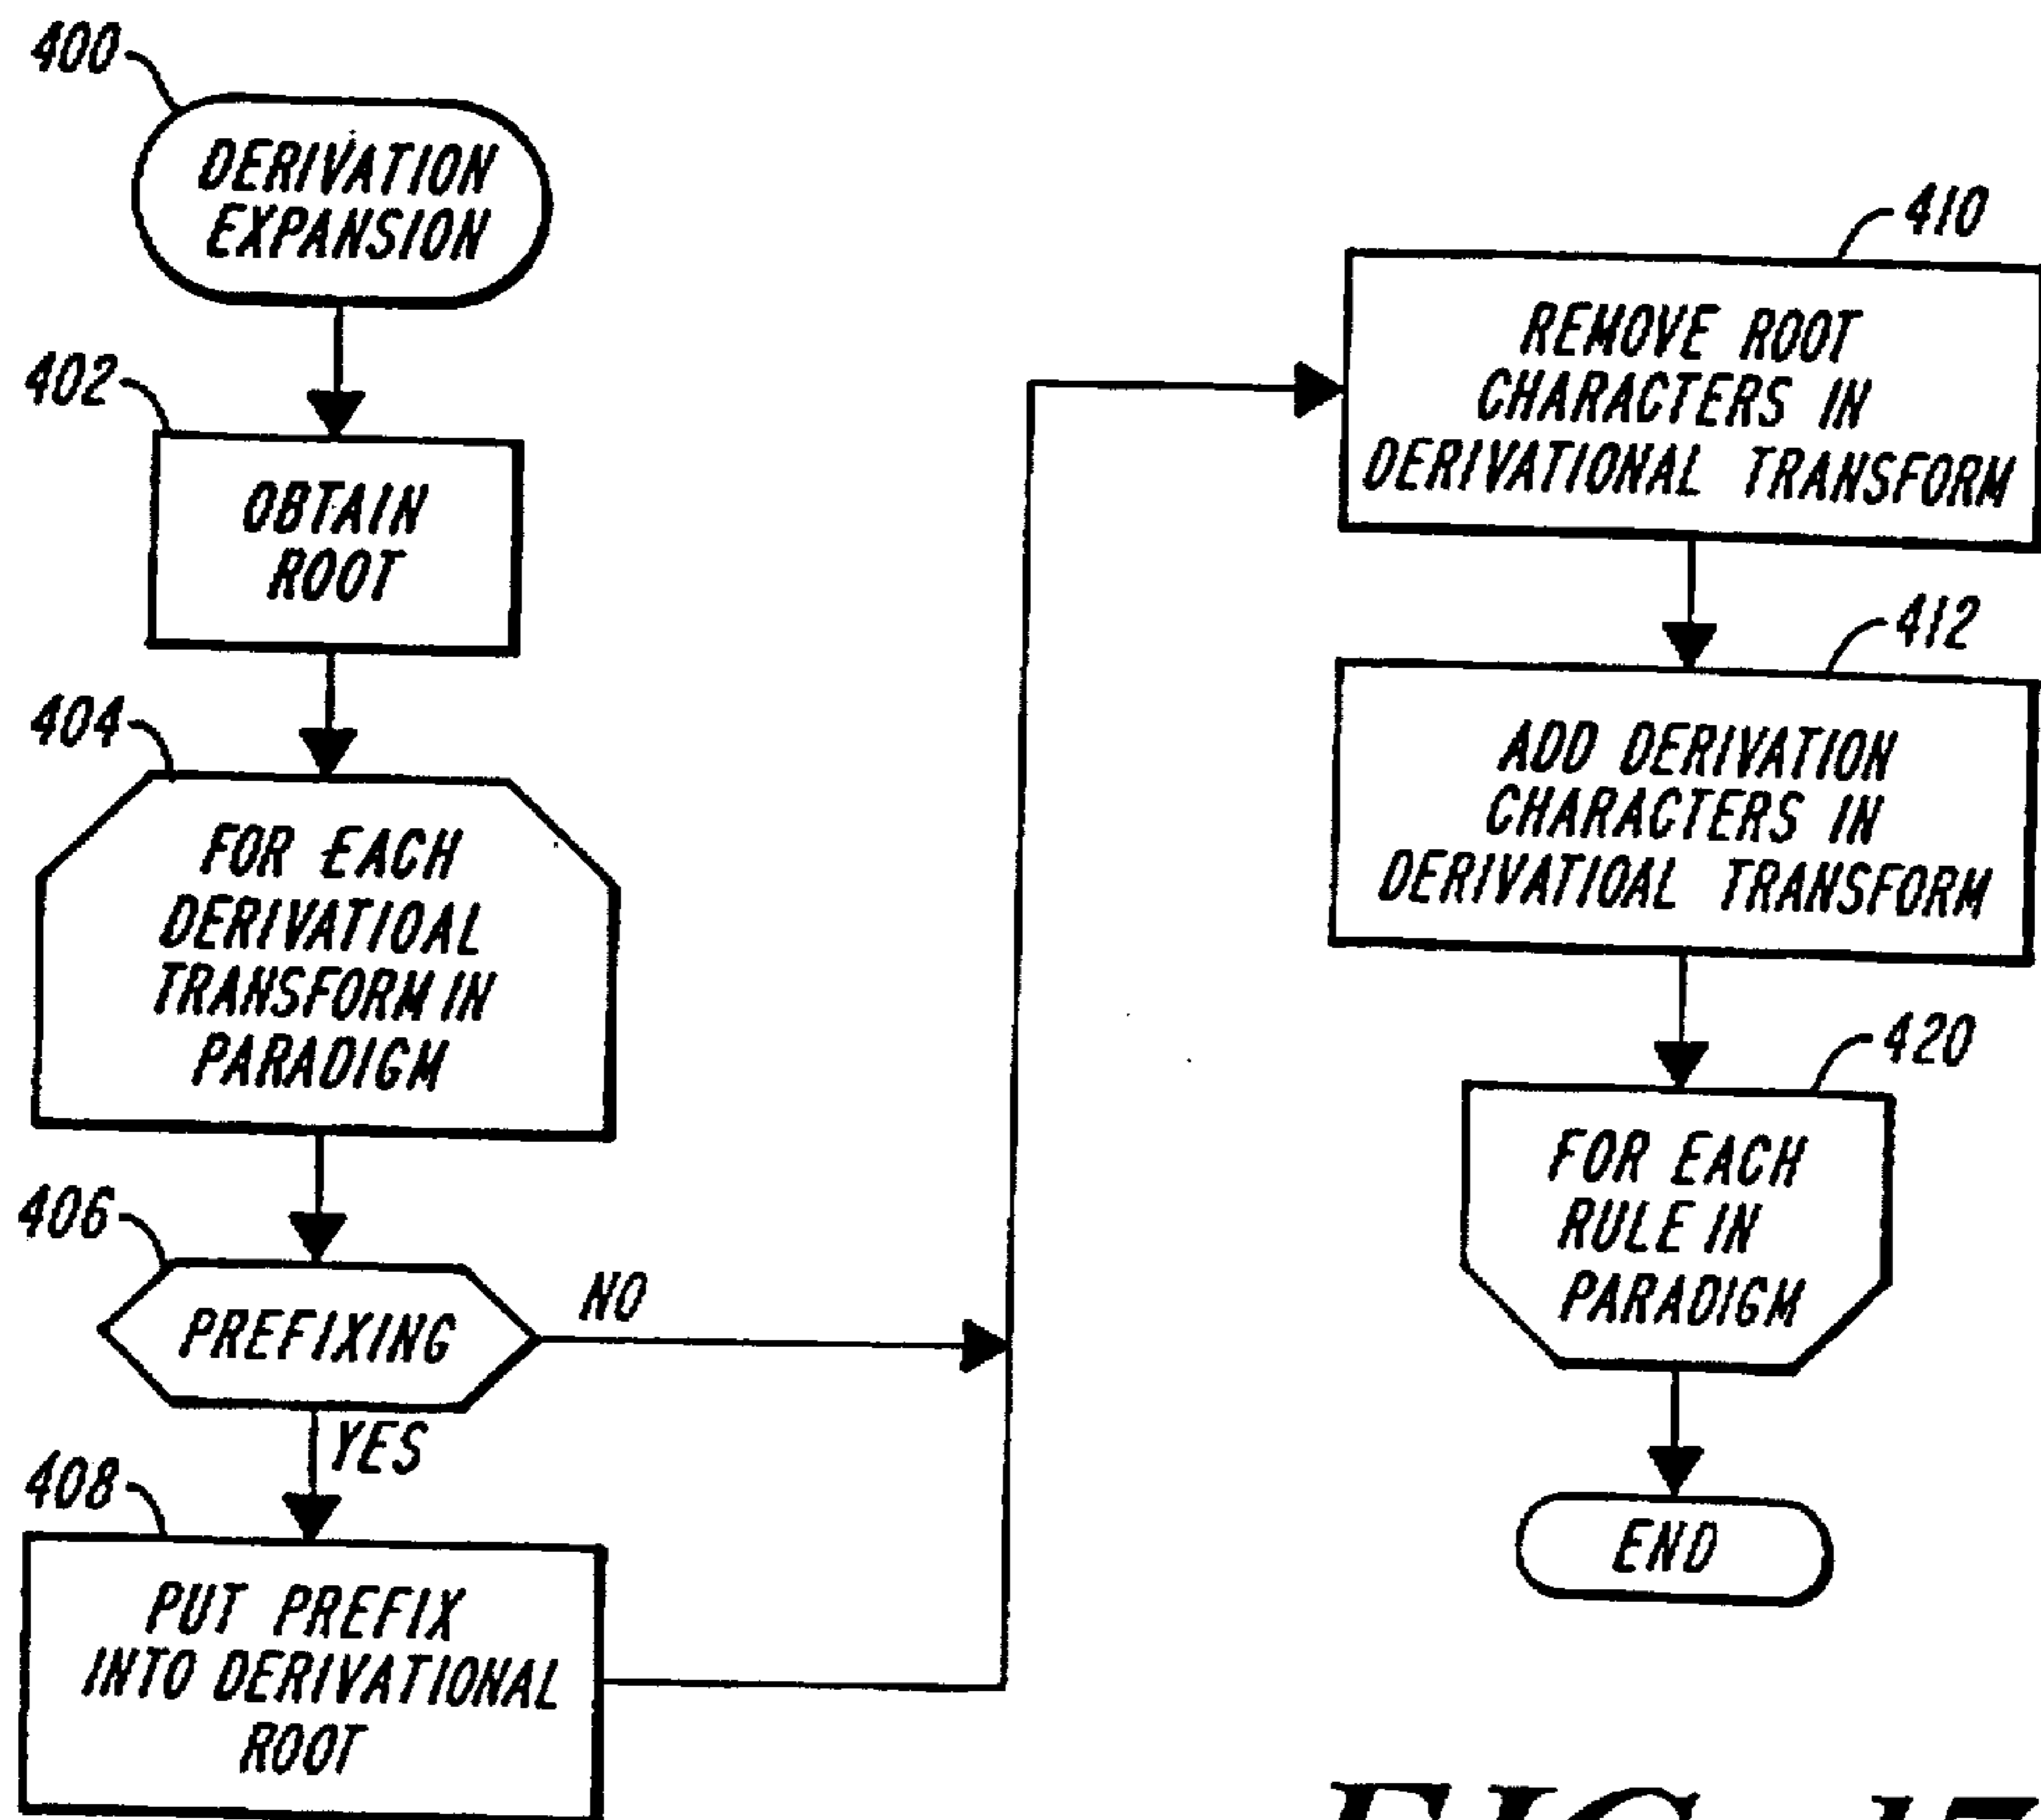 400
DERIVATION
EXPANSION
402
OBTAIN
ROOT
404
FOR EACH
DERIVATIOAL
TRANSFORM IN
PARADIGM
406
PREFIXING
NO
YES
408
PUT PREFIX
INTO DERIVATIONAL
ROOT
410
REMOVE ROOT
CHARACTERS IN
DERIVATIONAL TRANSFORM
412
ADD DERIVATION
CHARACTERS IN
DERIVATIOAL TRANSFORM
420
FOR EACH
RULE IN
PARADIGM
END
FIG. 17